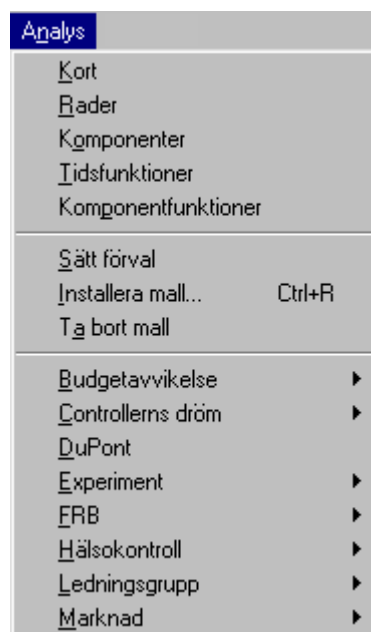 Analys
Kort
Rader
Komponenter
Tidsfunktioner
Komponentfunktioner
Sätt förval
Installera mall... Ctrl+R
Ta bort mall
Budgetavvikelse
Controllerns dröm
DuPont
Experiment
FRB
Hälsokontroll
Ledningsgrupp
Marknad